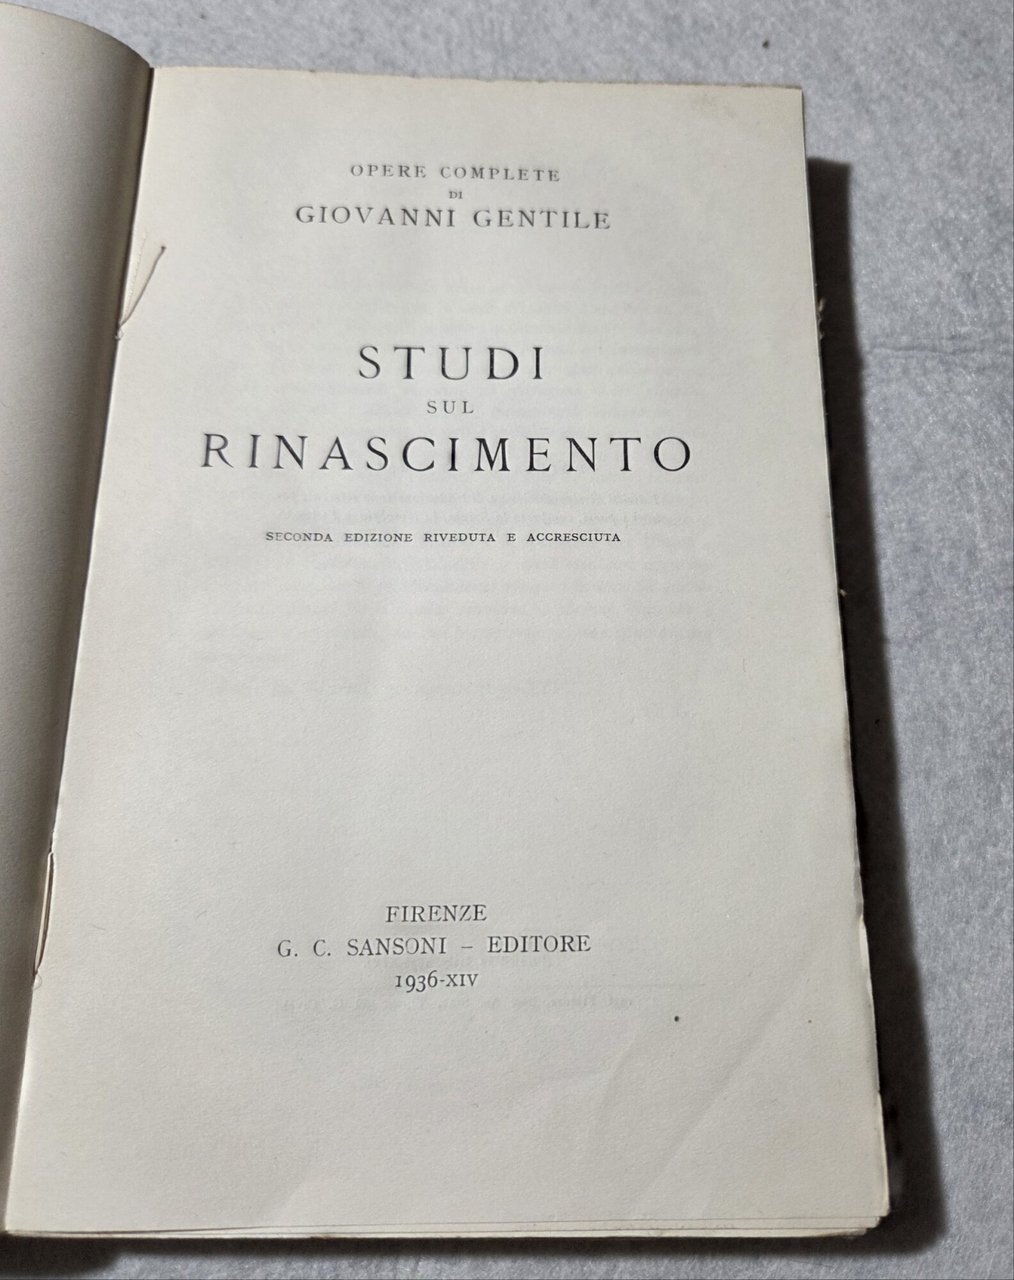 OPERE COMPLETE
DI
GIOVANNI GENTILE
STUDI
SUL
RINASCIMENTO
SECONDA EDIZIONE RIVEDUTA E ACCRESCIUTA
FIRENZE
G. C. SANSONI – EDITORE
1936-XIV